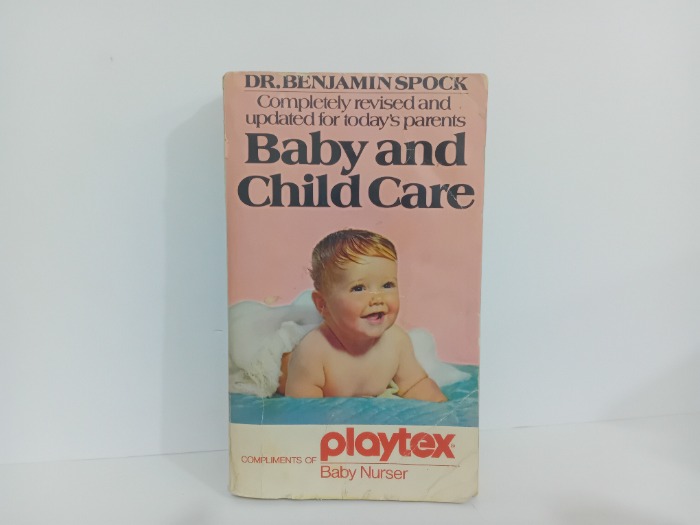 DR. BENJAMIN SPOCK
Completely revised and
updated for today's parents
Baby and
Child Care
COMPLIMENTS OF playtex
Baby Nurser